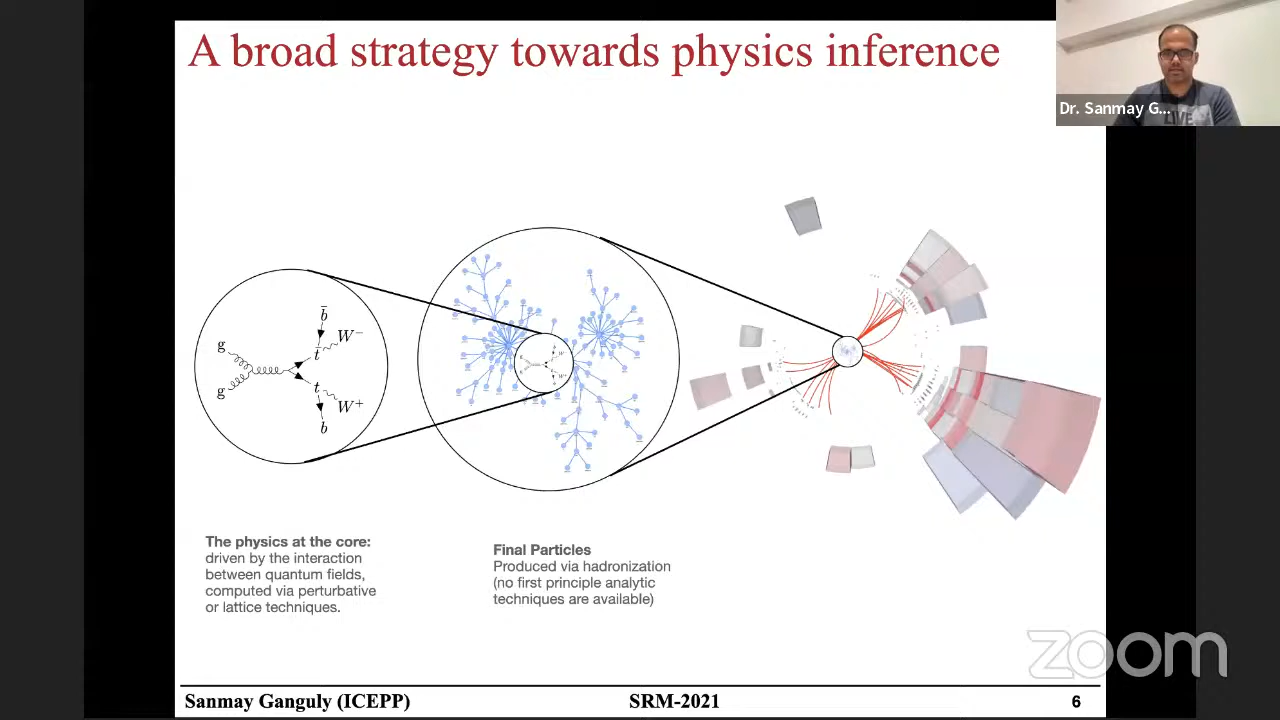 A broad strategy towards physics inference
Dr. Sanmay G...
LIVE
g
g
b̄
W⁻
t
t
W⁺
b
The physics at the core:
driven by the interaction
between quantum fields,
computed via perturbative
or lattice techniques.
Final Particles
Produced via hadronization
(no first principle analytic
techniques are available)
zoom
Sanmay Ganguly (ICEPP)
SRM-2021
6